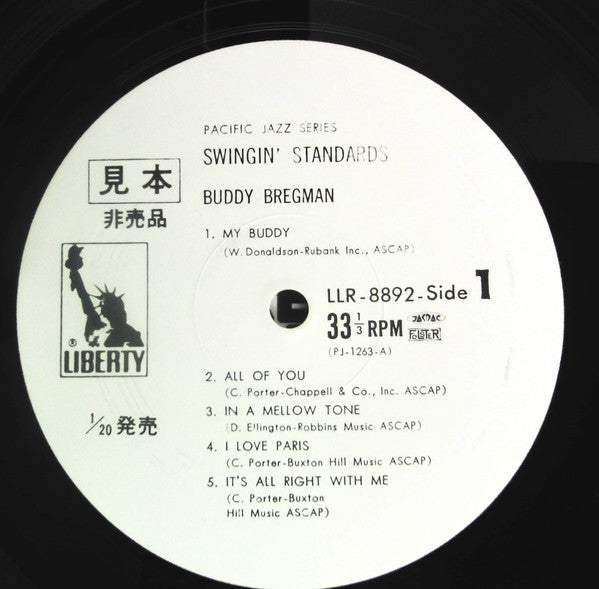 PACIFIC JAZZ SERIES
SWINGIN' STANDARDS
BUDDY BREGMAN
見本
非売品
® LIBERTY
1/20 発売
1. MY BUDDY
(W. Donaldson-Rubank Inc., ASCAP)
LLR-8892-Side 1
33 1/3 RPM
JASRAC
POLSTER
(PJ-1263-A)
2. ALL OF YOU
(C. Porter-Chappell & Co., Inc. ASCAP)
3. IN A MELLOW TONE
(D. Ellington-Robbins Music ASCAP)
4. I LOVE PARIS
(C. Porter-Buxton Hill Music ASCAP)
5. IT'S ALL RIGHT WITH ME
(C. Porter-Buxton
Hill Music ASCAP)